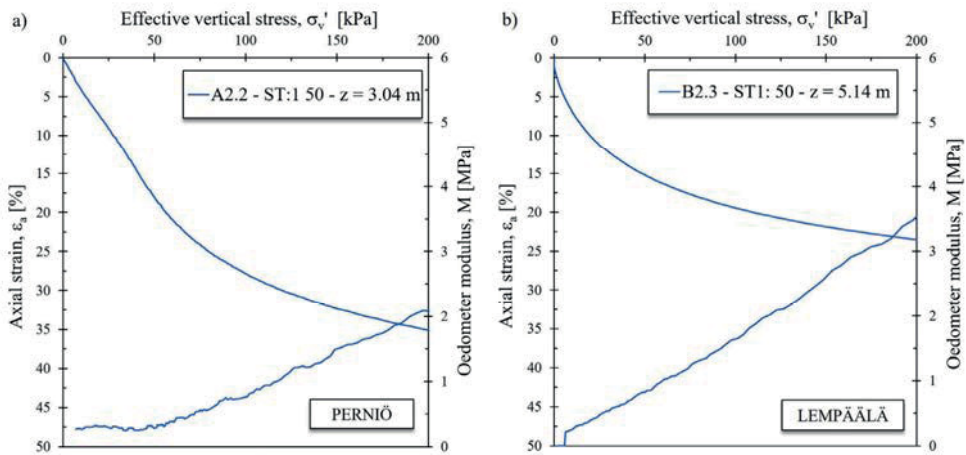 a)
Effective vertical stress, σv' [kPa]
0 50 100 150 200
0
5
10
15
20
25
30
35
40
45
50
Axial strain, εa [%]
A2.2 - ST:1 50 - z = 3.04 m
PERNIÖ
6
5
4
3
2
1
0
Oedometer modulus, M [MPa]
b)
Effective vertical stress, σv' [kPa]
0 50 100 150 200
0
5
10
15
20
25
30
35
40
45
50
Axial strain, εa [%]
B2.3 - ST1: 50 - z = 5.14 m
LEMPÄÄLÄ
6
5
4
3
2
1
0
Oedometer modulus, M [MPa]